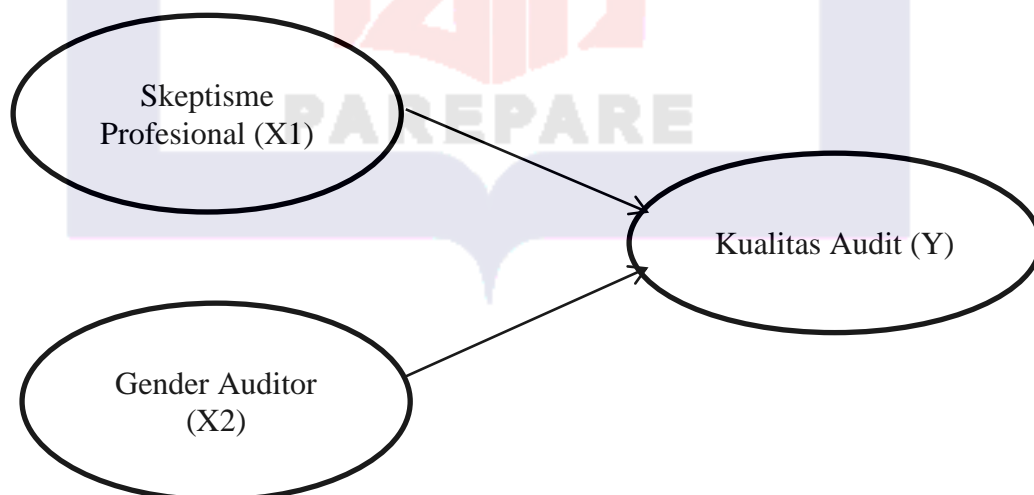 Skeptisme
Profesional (X1)
PAREPARE
Kualitas Audit (Y)
Gender Auditor
(X2)